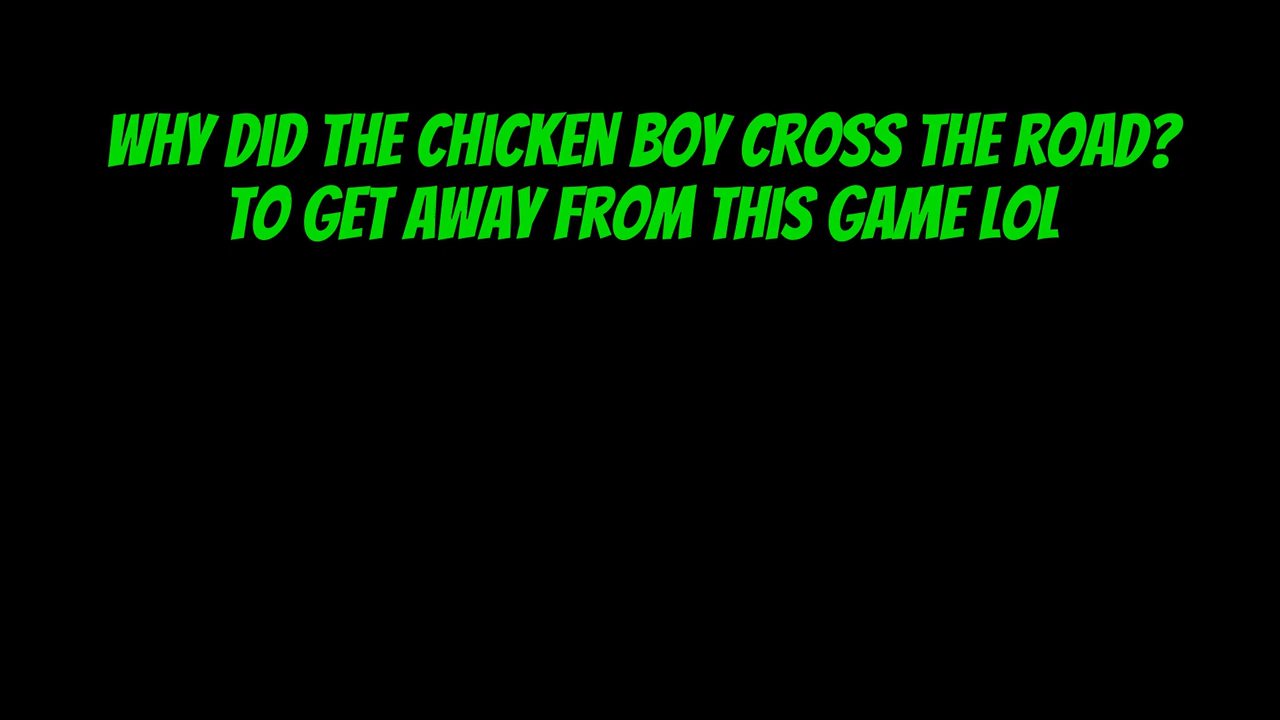 WHY DID THE CHICKEN BOY CROSS THE ROAD?
TO GET AWAY FROM THIS GAME LOL